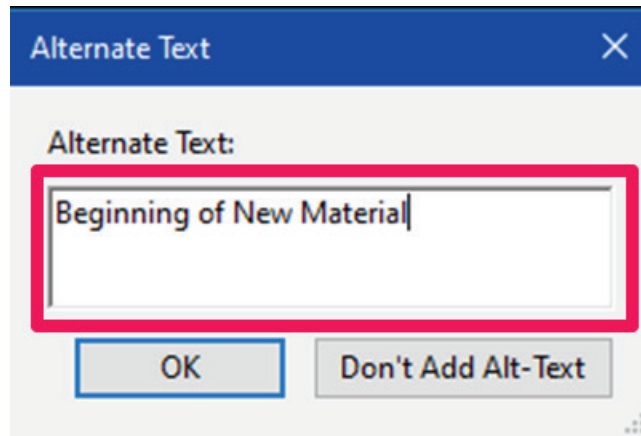 Alternate Text
Alternate Text:
Beginning of New Material
OK
Don't Add Alt-Text